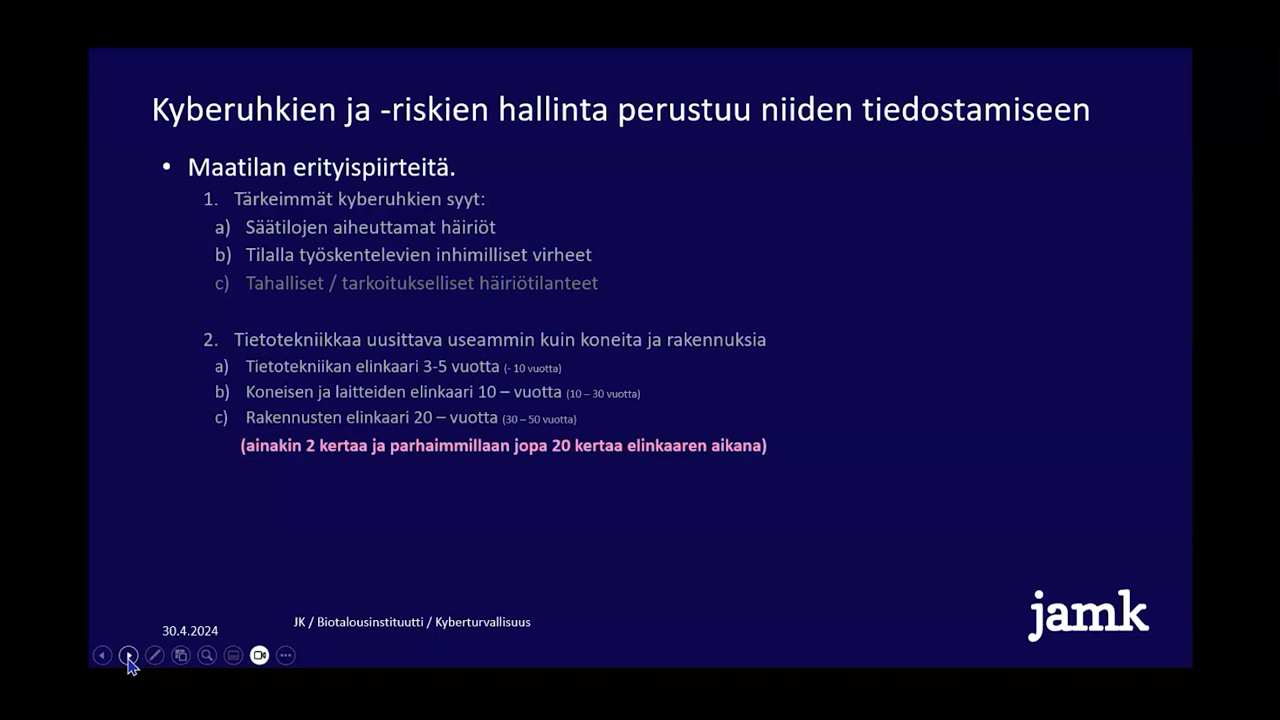 Kyberuhkien ja -riskien hallinta perustuu niiden tiedostamiseen
• Maatilan erityispiirteitä.
1. Tärkeimmät kyberuhkien syyt:
a) Säätilojen aiheuttamat häiriöt
b) Tilalla työskentelevien inhimilliset virheet
c) Tahalliset / tarkoitukselliset häiriötilanteet
2. Tietotekniikkaa uusittava useammin kuin koneita ja rakennuksia
a) Tietotekniikan elinkaari 3-5 vuotta (- 10 vuotta)
b) Koneisen ja laitteiden elinkaari 10 – vuotta (10 – 30 vuotta)
c) Rakennusten elinkaari 20 – vuotta (30 – 50 vuotta)
(ainakin 2 kertaa ja parhaimmillaan jopa 20 kertaa elinkaaren aikana)
30.4.2024
JK / Biotalousinstituutti / Kyberturvallisuus
jamk